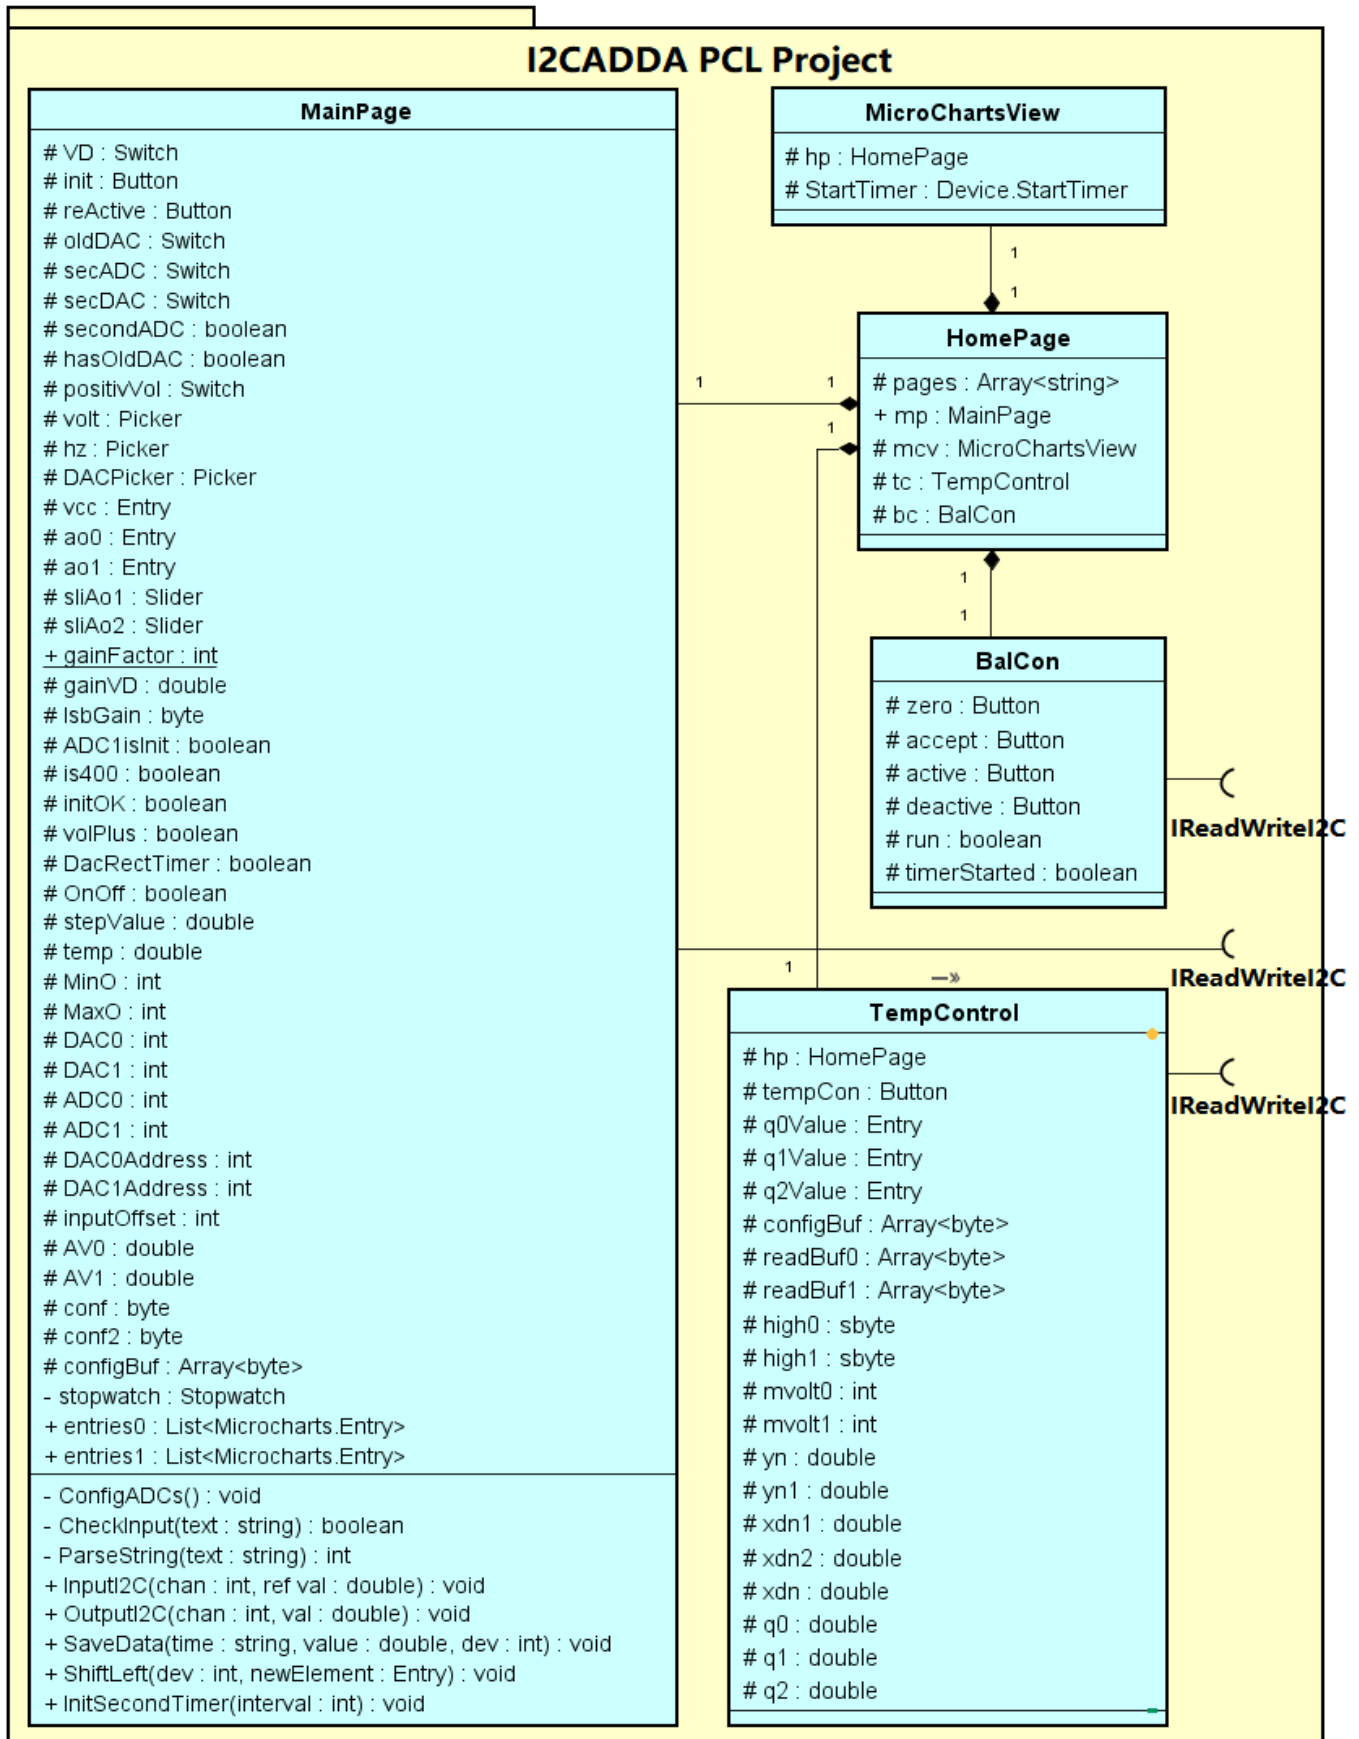 I2CADDA PCL Project
MainPage
# VD : Switch
# init : Button
# reActive : Button
# oldDAC : Switch
# secADC : Switch
# secDAC : Switch
# secondADC : boolean
# hasOldDAC : boolean
# positivVol : Switch
# volt : Picker
# hz : Picker
# DACPicker : Picker
# vcc : Entry
# ao0 : Entry
# ao1 : Entry
# sliAo1 : Slider
# sliAo2 : Slider
+ gainFactor : int
# gainVD : double
# lsbGain : byte
# ADC1isInit : boolean
# is400 : boolean
# initOK : boolean
# volPlus : boolean
# DacRectTimer : boolean
# OnOff : boolean
# stepValue : double
# temp : double
# MinO : int
# MaxO : int
# DAC0 : int
# DAC1 : int
# ADC0 : int
# ADC1 : int
# DAC0Address : int
# DAC1Address : int
# inputOffset : int
# AV0 : double
# AV1 : double
# conf : byte
# conf2 : byte
# configBuf : Array<byte>
- stopwatch : Stopwatch
+ entries0 : List<Microcharts.Entry>
+ entries1 : List<Microcharts.Entry>
- ConfigADCs() : void
- CheckInput(text : string) : boolean
- ParseString(text : string) : int
+ InputI2C(chan : int, ref val : double) : void
+ OutputI2C(chan : int, val : double) : void
+ SaveData(time : string, value : double, dev : int) : void
+ ShiftLeft(dev : int, newElement : Entry) : void
+ InitSecondTimer(interval : int) : void
MicroChartsView
# hp : HomePage
# StartTimer : Device.StartTimer
1
1
HomePage
# pages : Array<string>
+ mp : MainPage
# mcv : MicroChartsView
# tc : TempControl
# bc : BalCon
1
1
1
1
1
BalCon
# zero : Button
# accept : Button
# active : Button
# deactive : Button
# run : boolean
# timerStarted : boolean
IReadWriteI2C
IReadWriteI2C
1
TempControl
# hp : HomePage
# tempCon : Button
# q0Value : Entry
# q1Value : Entry
# q2Value : Entry
# configBuf : Array<byte>
# readBuf0 : Array<byte>
# readBuf1 : Array<byte>
# high0 : sbyte
# high1 : sbyte
# mvolt0 : int
# mvolt1 : int
# yn : double
# yn1 : double
# xdn1 : double
# xdn2 : double
# xdn : double
# q0 : double
# q1 : double
# q2 : double
IReadWriteI2C